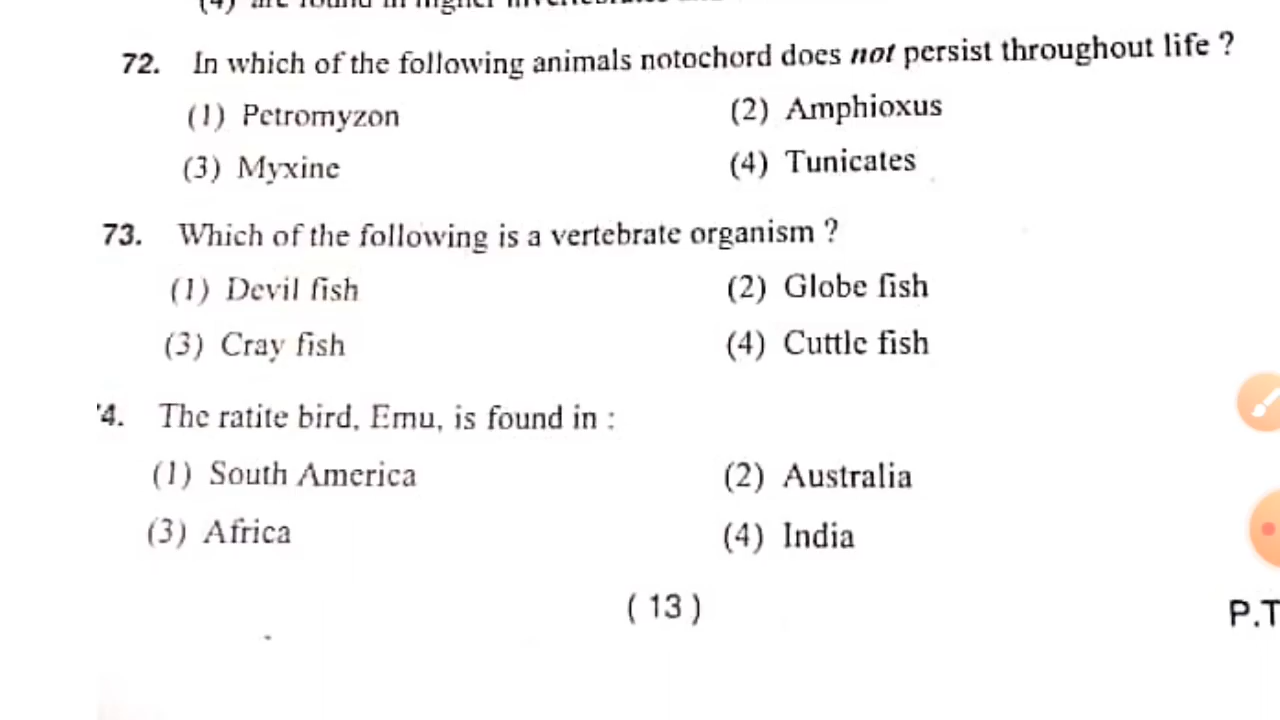 72. In which of the following animals notochord does not persist throughout life ?
(1) Petromyzon (2) Amphioxus
(3) Myxine (4) Tunicates
73. Which of the following is a vertebrate organism ?
(1) Devil fish (2) Globe fish
(3) Cray fish (4) Cuttle fish
4. The ratite bird, Emu, is found in :
(1) South America (2) Australia
(3) Africa (4) India
( 13 )
P.T